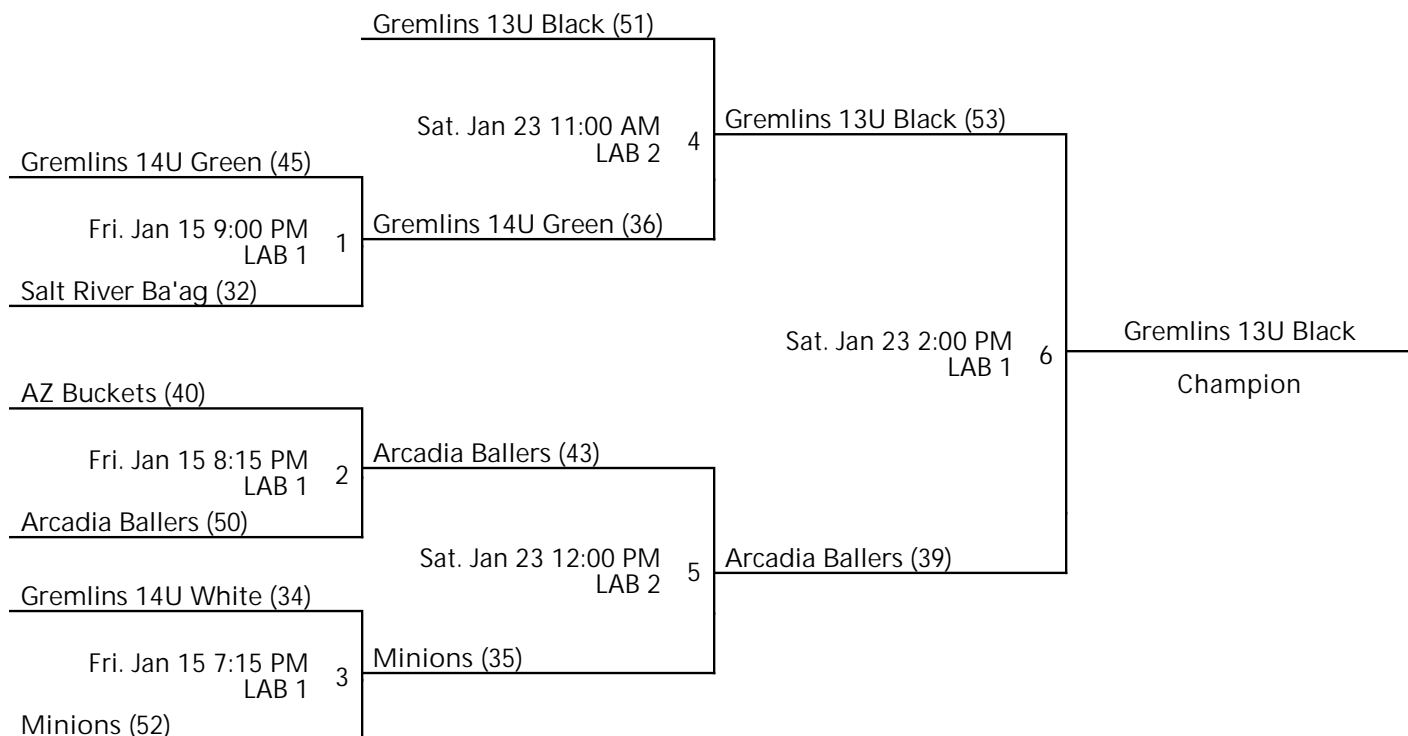 Gremlins 13U Black (51)
Sat. Jan 23 11:00 AM
LAB 2
4
Gremlins 13U Black (53)
Gremlins 14U Green (45)
Fri. Jan 15 9:00 PM
LAB 1
1
Gremlins 14U Green (36)
Salt River Ba'ag (32)
Sat. Jan 23 2:00 PM
LAB 1
6
Gremlins 13U Black
Champion
AZ Buckets (40)
Fri. Jan 15 8:15 PM
LAB 1
2
Arcadia Ballers (43)
Arcadia Ballers (50)
Sat. Jan 23 12:00 PM
LAB 2
5
Arcadia Ballers (39)
Gremlins 14U White (34)
Fri. Jan 15 7:15 PM
LAB 1
3
Minions (35)
Minions (52)